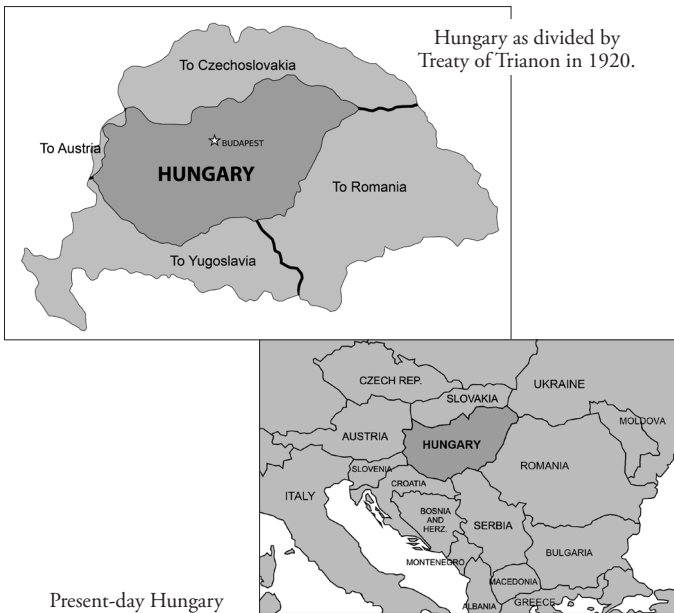 Hungary as divided by
Treaty of Trianon in 1920.
To Czechoslovakia
To Austria
BUDAPEST
HUNGARY
To Romania
To Yugoslavia
CZECH REP.
UKRAINE
SLOVAKIA
MOLDOVA
AUSTRIA
HUNGARY
ROMANIA
SLOVENIA
CROATIA
ITALY
BOSNIA
AND
HERZ.
SERBIA
BULGARIA
MONTENEGRO
MACEDONIA
ALBANIA
GREECE
Present-day Hungary